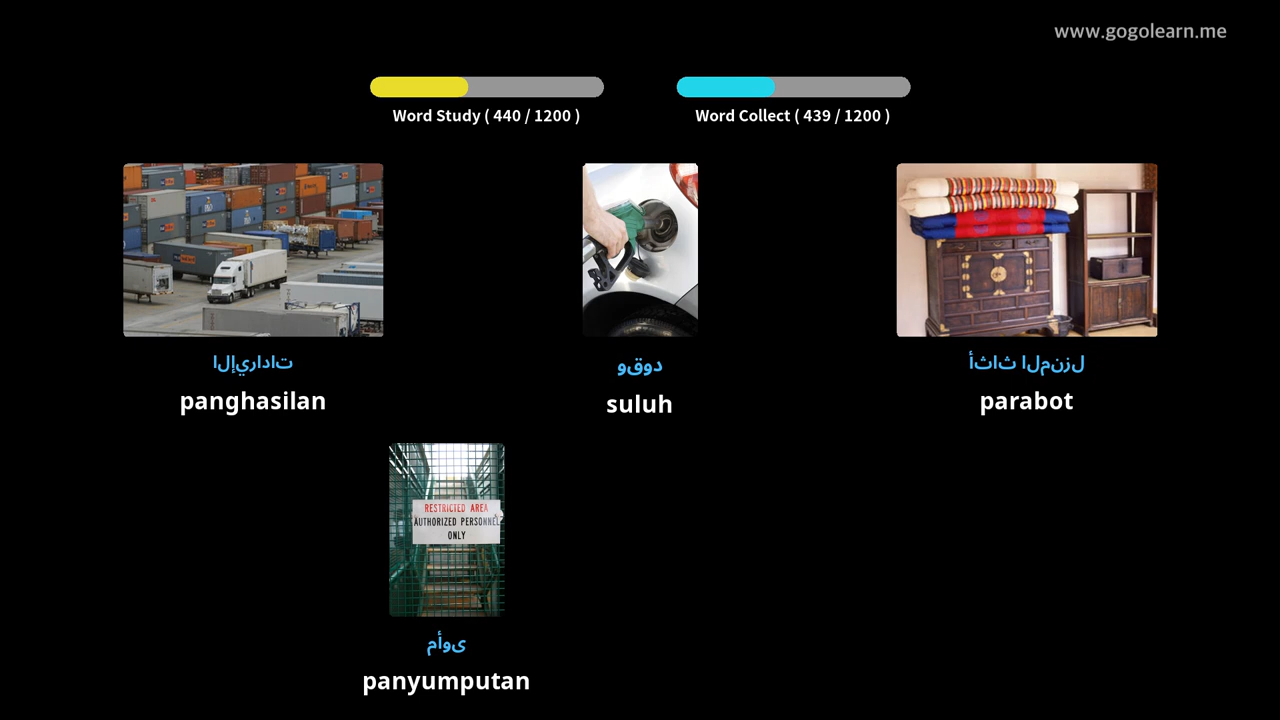 www.gogolearn.me
Word Study ( 440 / 1200 )
Word Collect ( 439 / 1200 )
الإيرادات
panghasilan
وقود
suluh
أثاث المنزل
parabot
RESTRICTED AREA
AUTHORIZED PERSONNEL
ONLY
مأوى
panyumputan